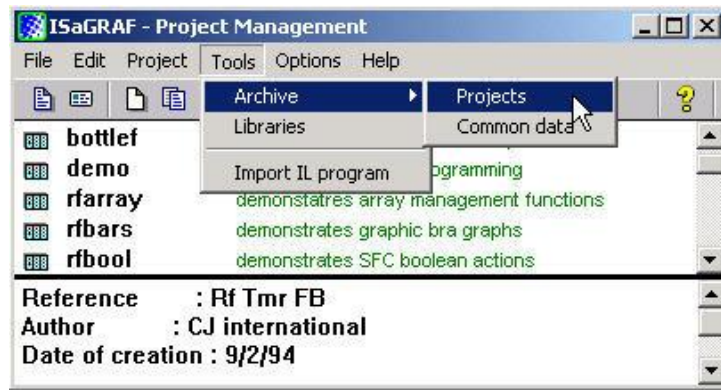 ISaGRAF - Project Management
File Edit Project Tools Options Help
Archive Projects
Libraries Common data
Import IL program
bottlef
demo ogramming
rfarray demonstatres array management functions
rfbars demonstrates graphic bra graphs
rfbool demonstrates SFC boolean actions
Reference : Rf Tmr FB
Author : CJ international
Date of creation : 9/2/94